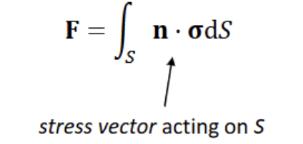 F = ∫_S n · σdS
stress vector acting on S